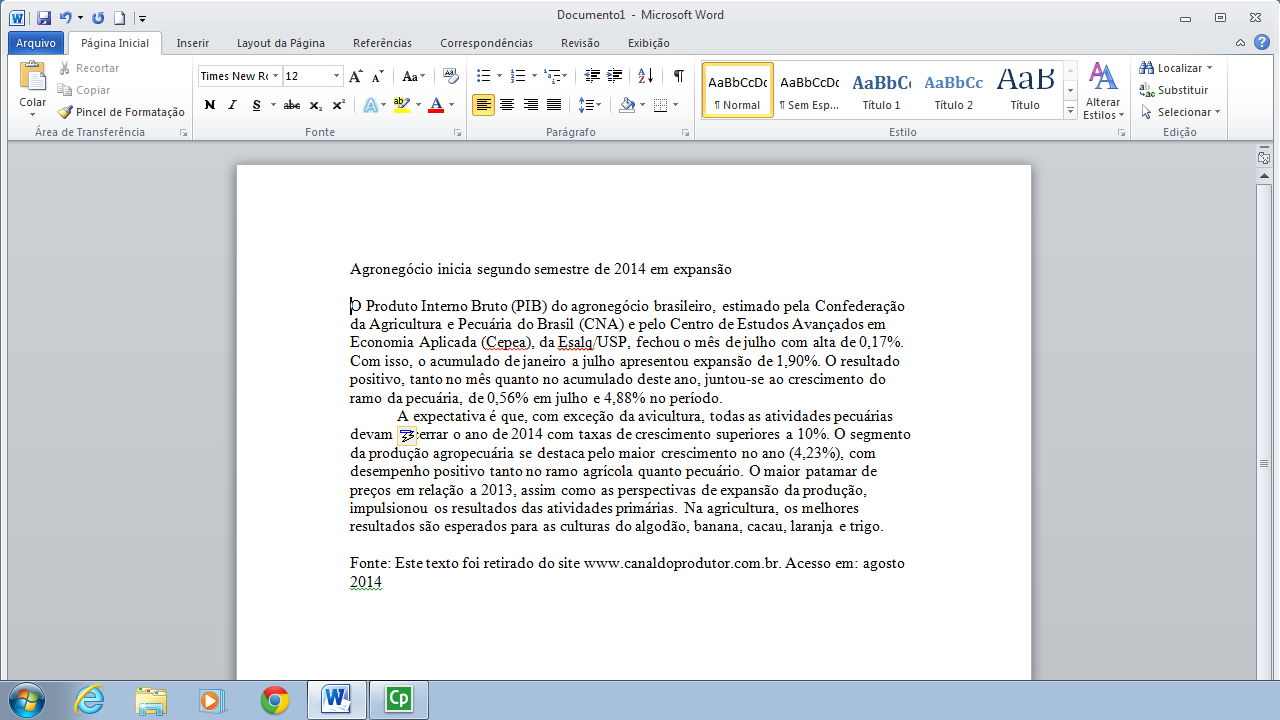 Documento1 - Microsoft Word
Arquivo Página Inicial Inserir Layout da Página Referências Correspondências Revisão Exibição
Colar
Recortar
Copiar
Pincel de Formatação
Área de Transferência
Times New Ro 12
Aa
N I S abc x₂ x² A ab A
Fonte
Parágrafo
AaBbCcDc AaBbCcDc AaBbCc AaBbCc AaB
¶ Normal ¶ Sem Esp... Título 1 Título 2 Título
Alterar
Estilos
Estilo
Localizar
Substituir
Selecionar
Edição
Agronegócio inicia segundo semestre de 2014 em expansão
O Produto Interno Bruto (PIB) do agronegócio brasileiro, estimado pela Confederação
da Agricultura e Pecuária do Brasil (CNA) e pelo Centro de Estudos Avançados em
Economia Aplicada (Cepea), da Esalq/USP, fechou o mês de julho com alta de 0,17%.
Com isso, o acumulado de janeiro a julho apresentou expansão de 1,90%. O resultado
positivo, tanto no mês quanto no acumulado deste ano, juntou-se ao crescimento do
ramo da pecuária, de 0,56% em julho e 4,88% no período.
A expectativa é que, com exceção da avicultura, todas as atividades pecuárias
devam cerrar o ano de 2014 com taxas de crescimento superiores a 10%. O segmento
da produção agropecuária se destaca pelo maior crescimento no ano (4,23%), com
desempenho positivo tanto no ramo agrícola quanto pecuário. O maior patamar de
preços em relação a 2013, assim como as perspectivas de expansão da produção,
impulsionou os resultados das atividades primárias. Na agricultura, os melhores
resultados são esperados para as culturas do algodão, banana, cacau, laranja e trigo.
Fonte: Este texto foi retirado do site www.canaldoprodutor.com.br. Acesso em: agosto
2014
Cp